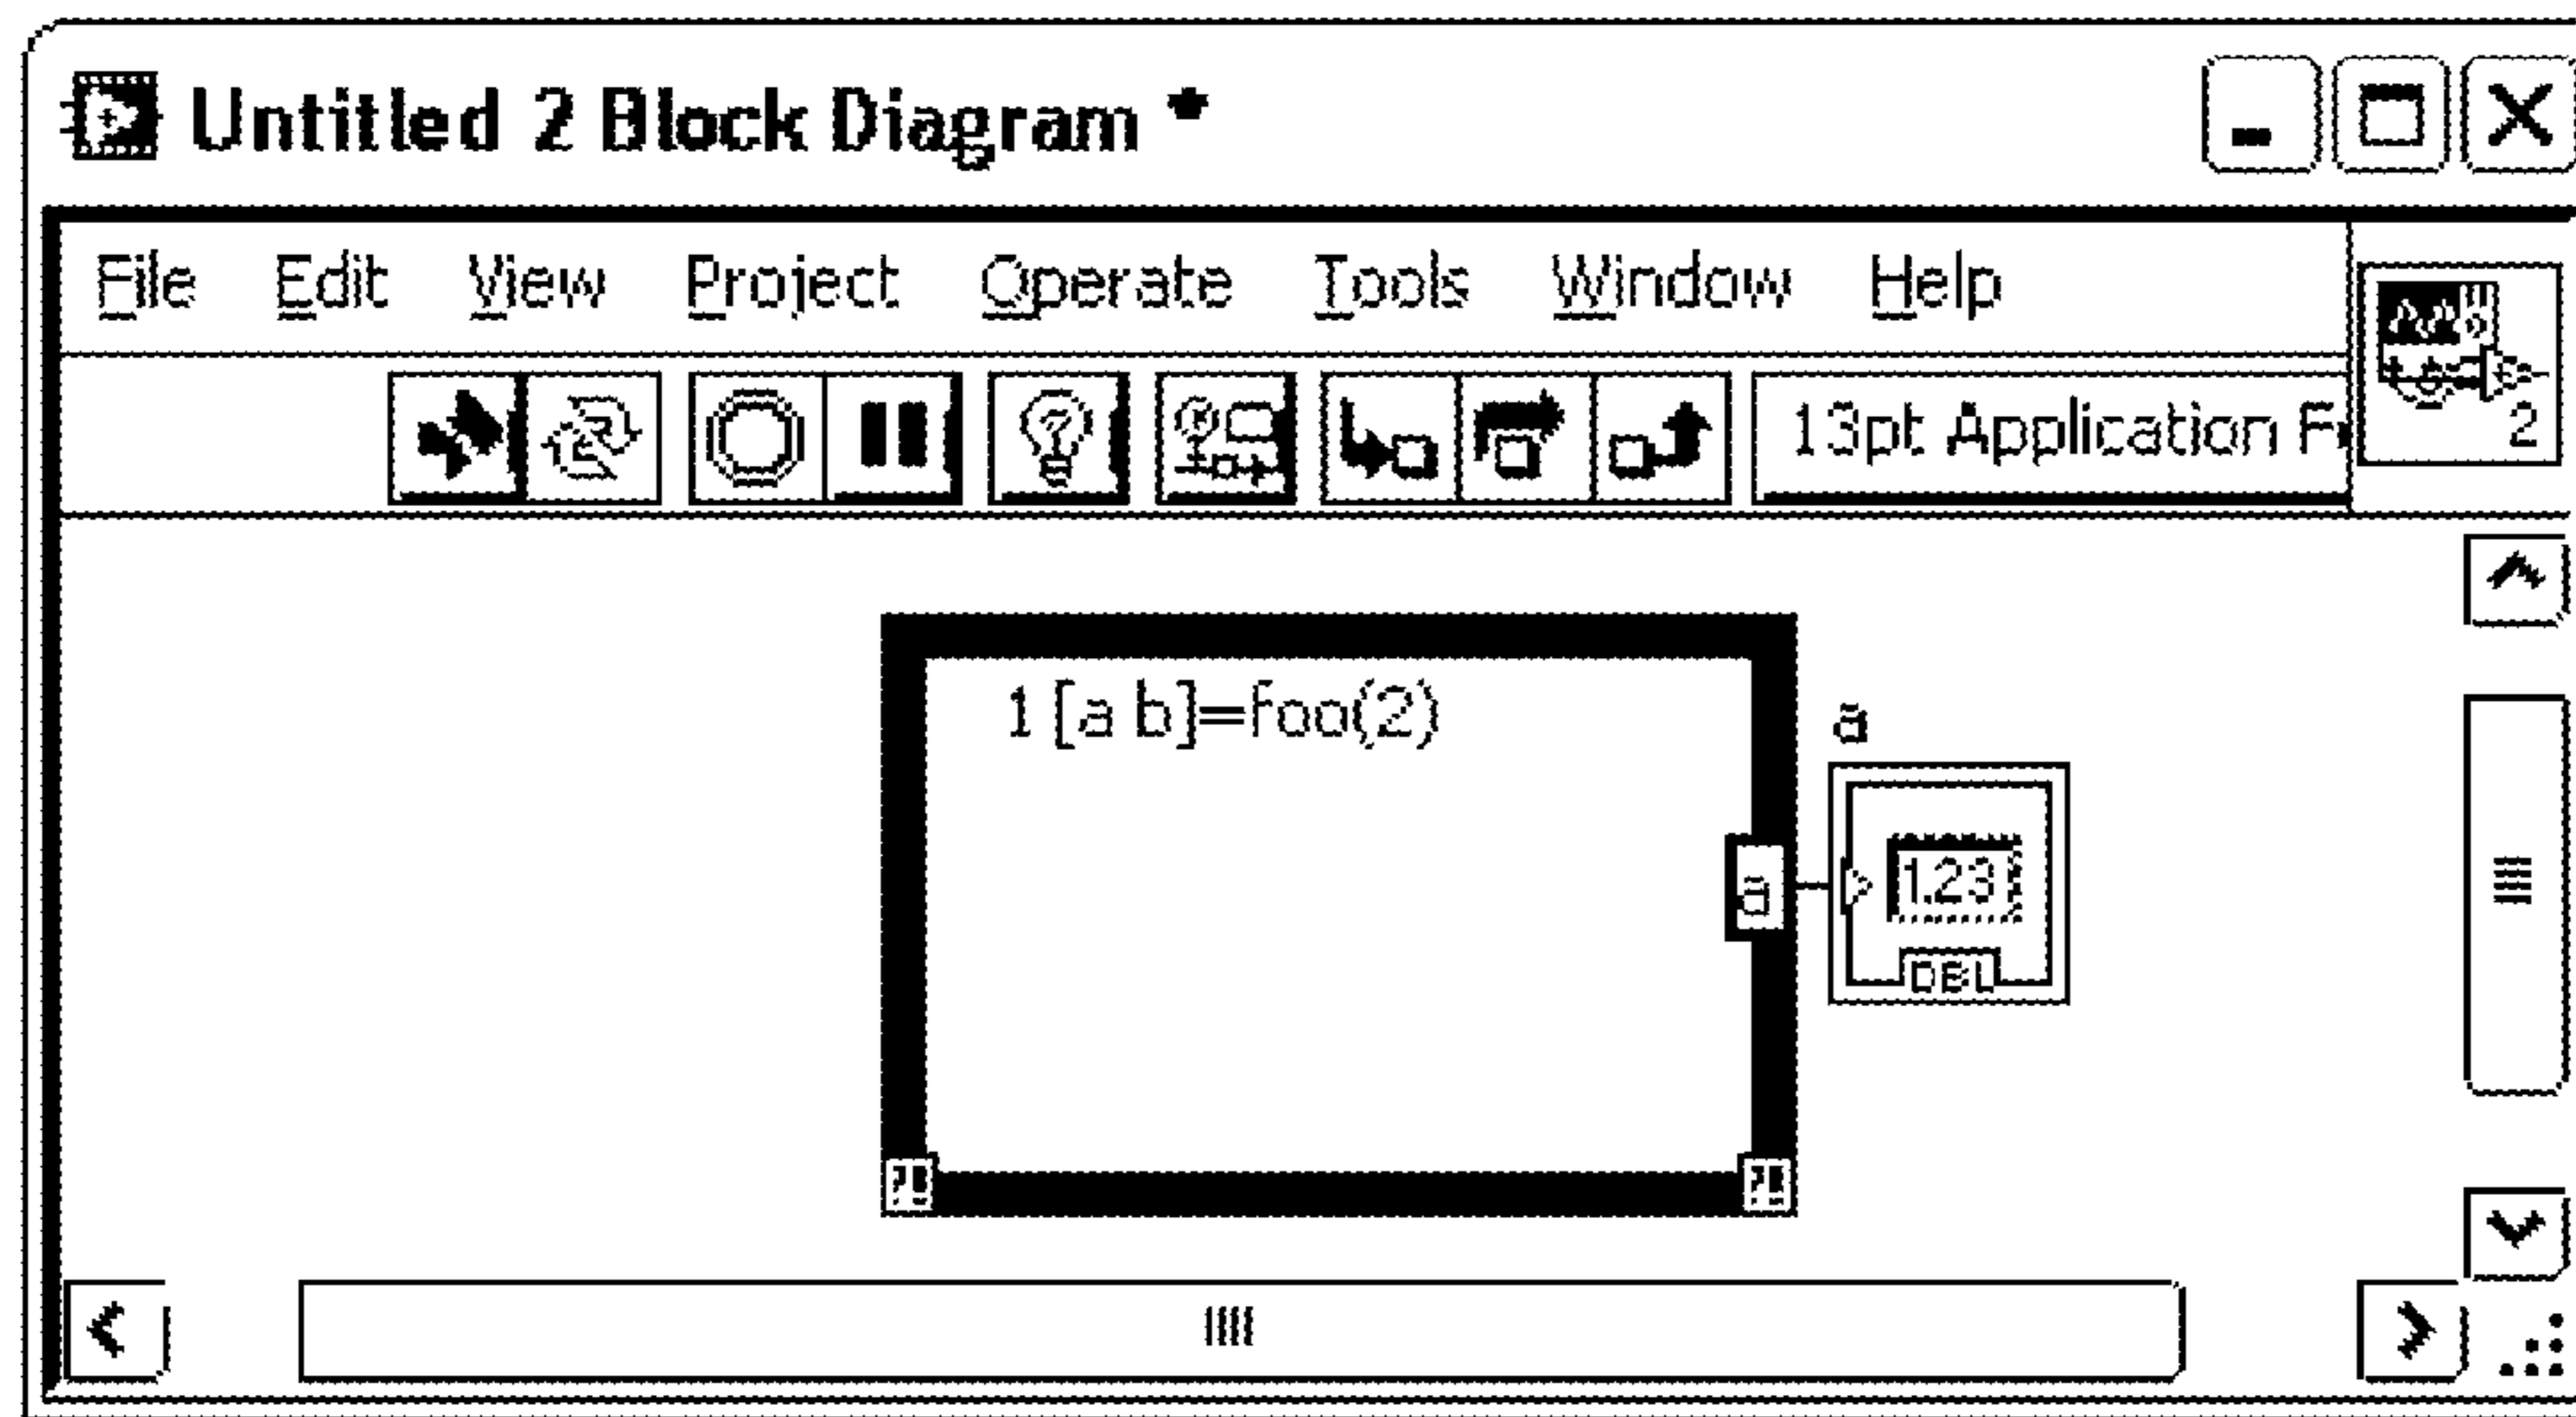 Untitled 2 Block Diagram *
File Edit View Project Operate Tools Window Help
13pt Application F
2
1 [a b]=foo(2)
a
a
1.23
DBL